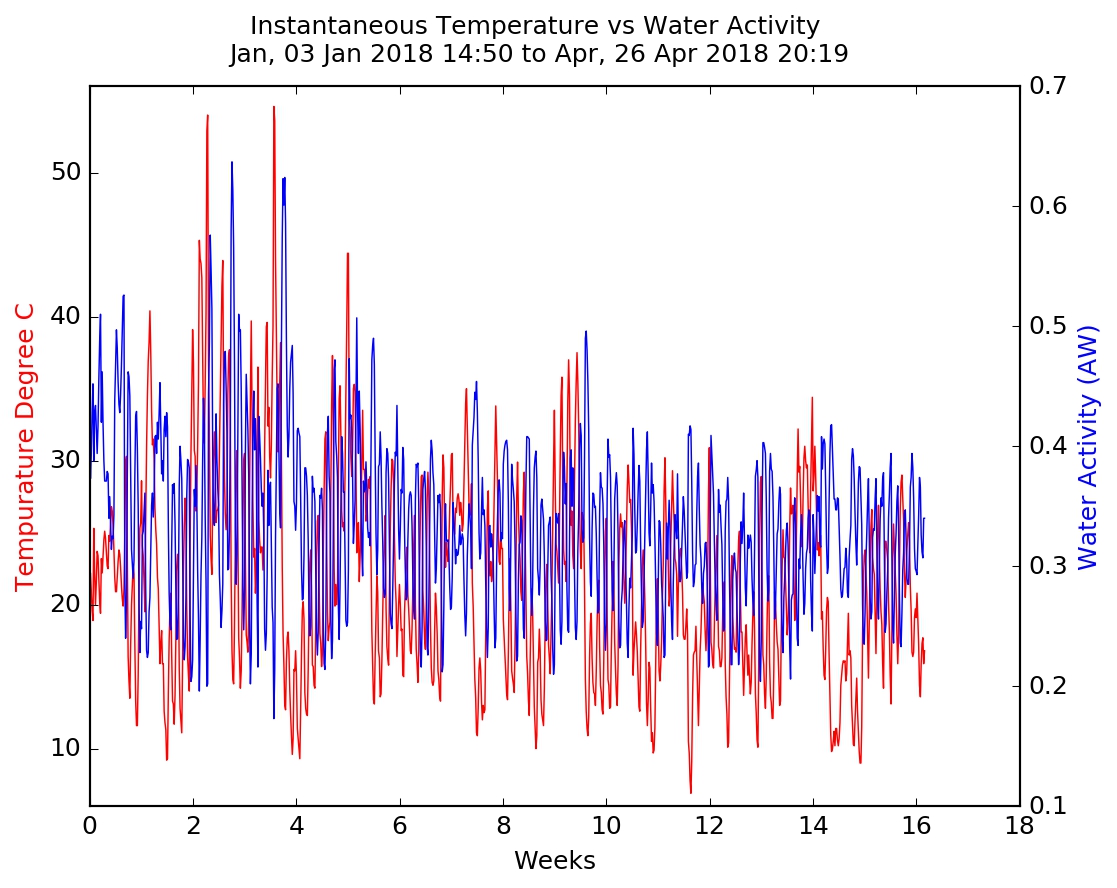 Instantaneous Temperature vs Water Activity
Jan, 03 Jan 2018 14:50 to Apr, 26 Apr 2018 20:19
50
40
30
20
10
Tempurature Degree C
0.7
0.6
0.5
0.4
0.3
0.2
0.1
Water Activity (AW)
0 2 4 6 8 10 12 14 16 18
Weeks